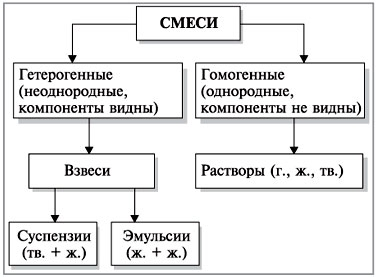 СМЕСИ
Гетерогенные
(неоднородные,
компоненты видны)
Гомогенные
(однородные,
компоненты не видны)
Взвеси
Растворы (г., ж., тв.)
Суспензии
(тв. + ж.)
Эмульсии
(ж. + ж.)